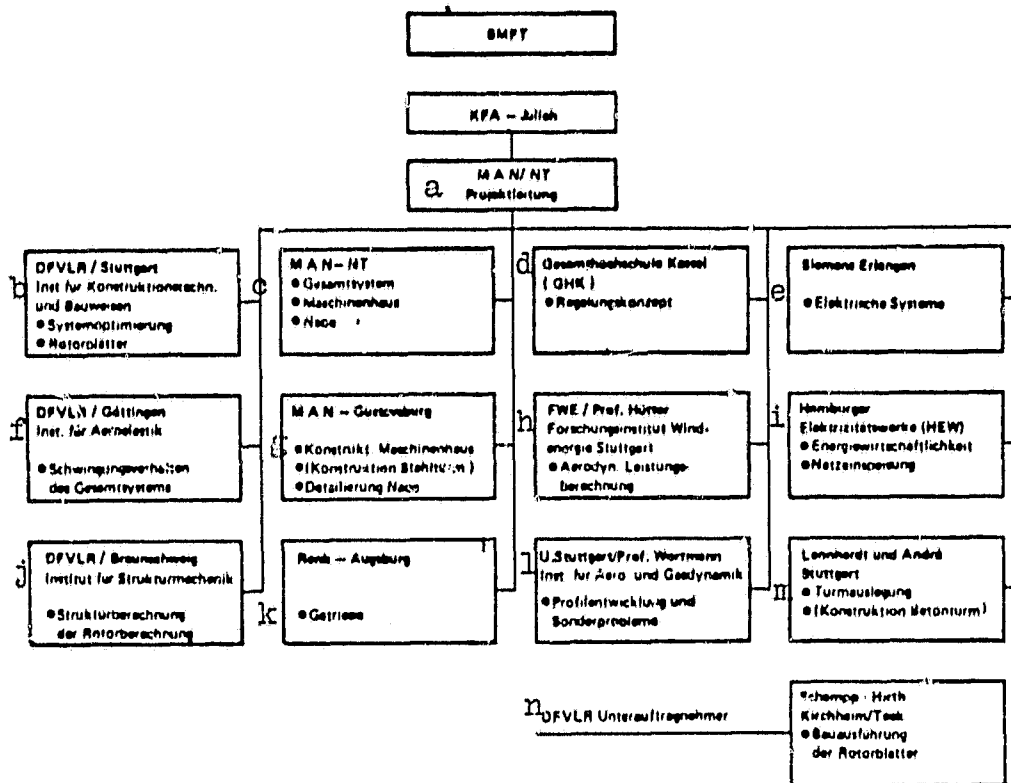 BMFT
KFA – Jülich
a
MAN/NT
Projektleitung
b
DFVLR / Stuttgart
Inst für Konstruktionstechn.
und Bauweisen
● Systemoptimierung
● Rotorblätter
c
MAN–NT
● Gesamtsystem
● Maschinenhaus
● Nabe
d
Gesamthochschule Kassel
(GHK)
● Regelungskonzept
e
Siemens Erlangen
● Elektrische Systeme
f
DFVLR / Göttingen
Inst. für Aeroelastik
● Schwingungsverhalten
des Gesamtsystems
g
MAN – Gustavsburg
● Konstrukt. Maschinenhaus
● (Konstruktion Stahlturm)
● Detailierung Nabe
h
FWE / Prof. Hütter
Forschungsinstitut Wind-
energie Stuttgart
● Aerodyn. Leistungs-
berechnung
i
Hamburger
Elektrizitätswerke (HEW)
● Energiewirtschaftlichkeit
● Netzeinspeisung
j
DFVLR / Braunschweig
Institut für Strukturmechanik
● Strukturberechnung
der Rotorberechnung
k
Renk – Augsburg
● Getriebe
l
U.Stuttgart/Prof. Wortmann
Inst. für Aero und Gasdynamik
● Profilentwicklung und
Sonderprobleme
m
Leonhardt und Andrä
Stuttgart
● Turmauslegung
● (Konstruktion Betonturm)
n
DFVLR Unterauftragnehmer
Schempp - Hirth
Kirchheim/Teck
● Bauausführung
der Rotorblätter